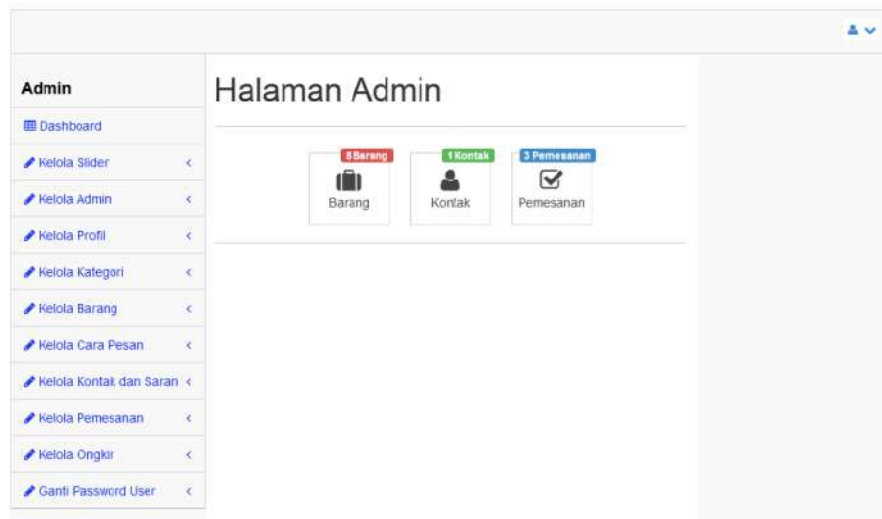 Admin
Dashboard
Kelola Slider
Kelola Admin
Kelola Profil
Kelola Kategori
Kelola Barang
Kelola Cara Pesan
Kelola Kontak dan Saran
Kelola Pemesanan
Kelola Ongkir
Ganti Password User
Halaman Admin
8 Barang
Barang
1 Kontak
Kontak
3 Pemesanan
Pemesanan